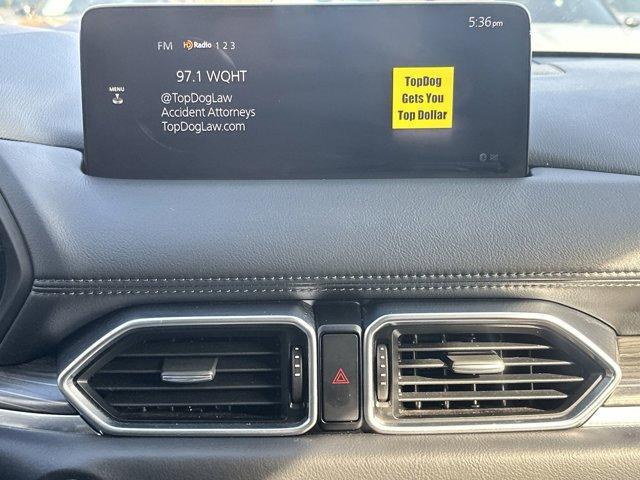 5:36pm
FM HD Radio 1 2 3
97.1 WQHT
MENU
@TopDogLaw
Accident Attorneys
TopDogLaw.com
TopDog
Gets You
Top Dollar